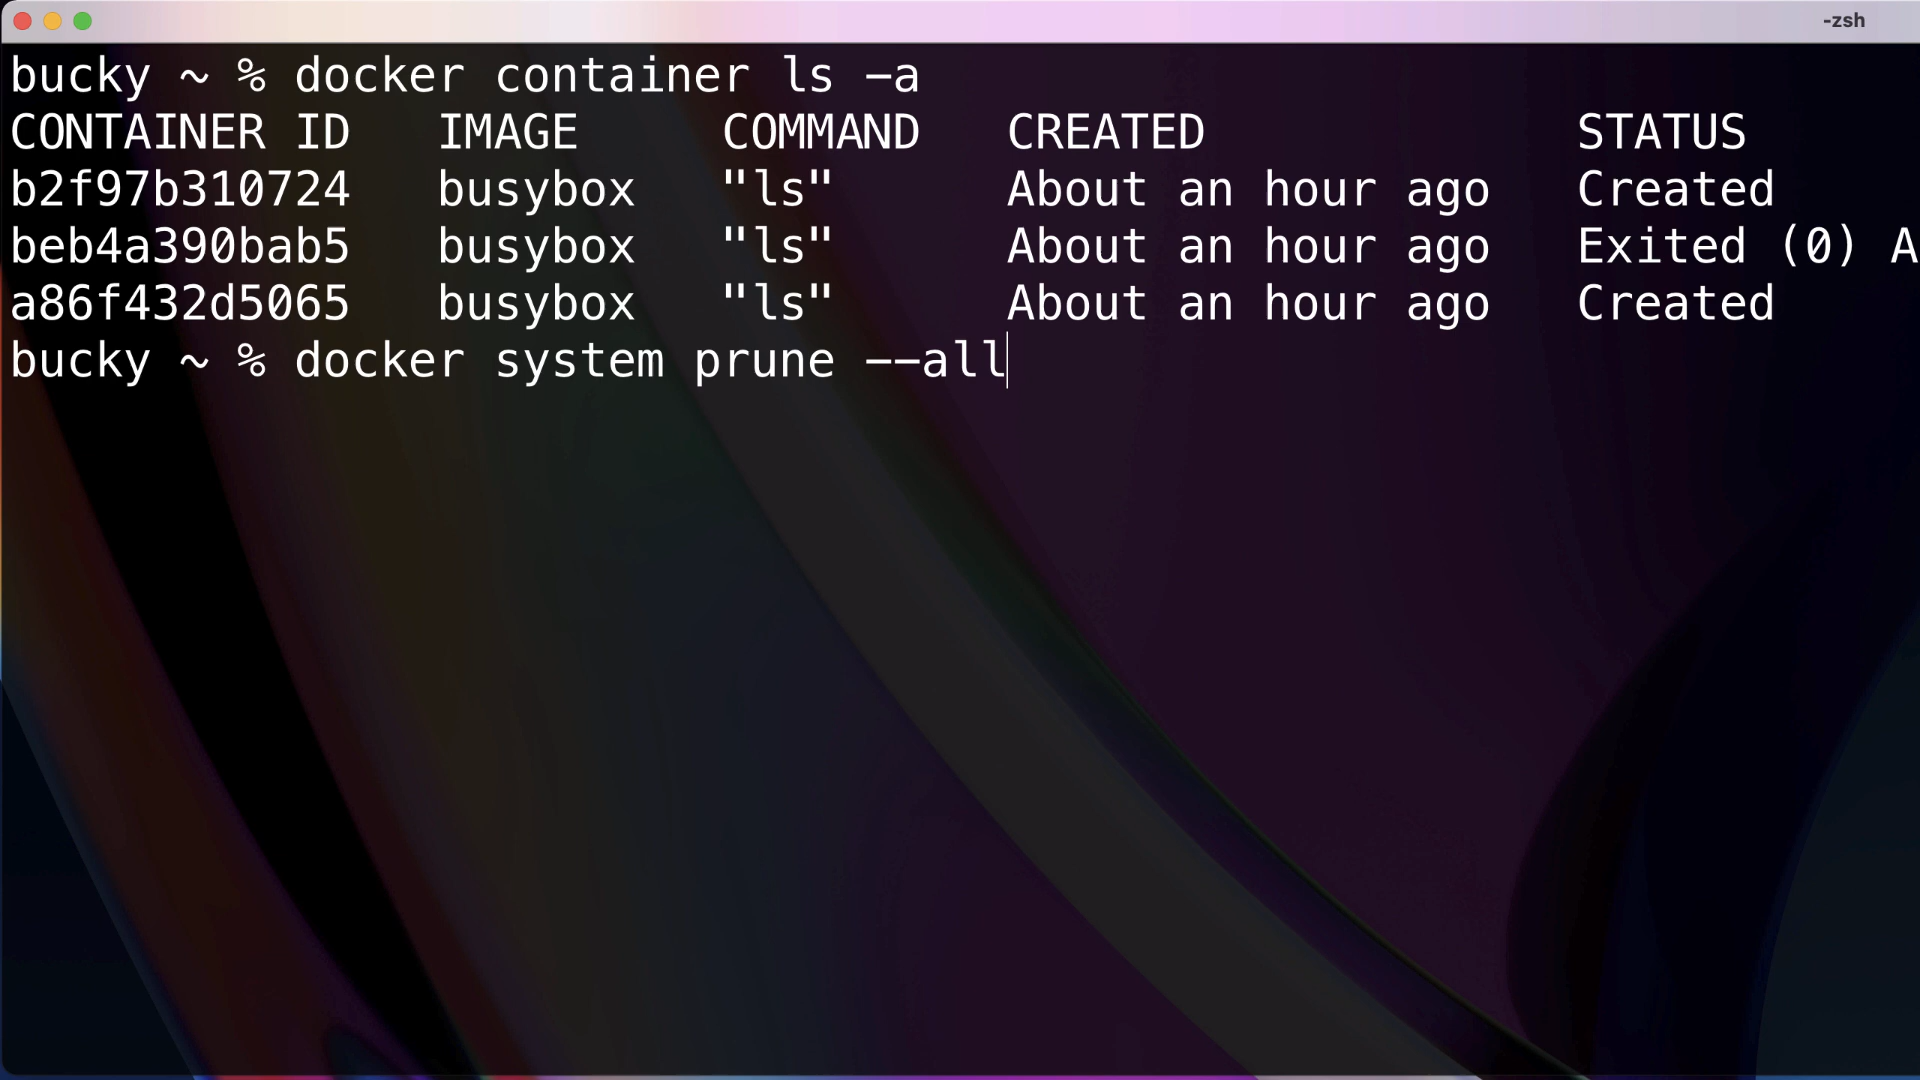 -zsh
bucky ~ % docker container ls -a
CONTAINER ID   IMAGE     COMMAND   CREATED             STATUS
b2f97b310724   busybox   "ls"      About an hour ago   Created
beb4a390bab5   busybox   "ls"      About an hour ago   Exited (0) A
a86f432d5065   busybox   "ls"      About an hour ago   Created
bucky ~ % docker system prune --all